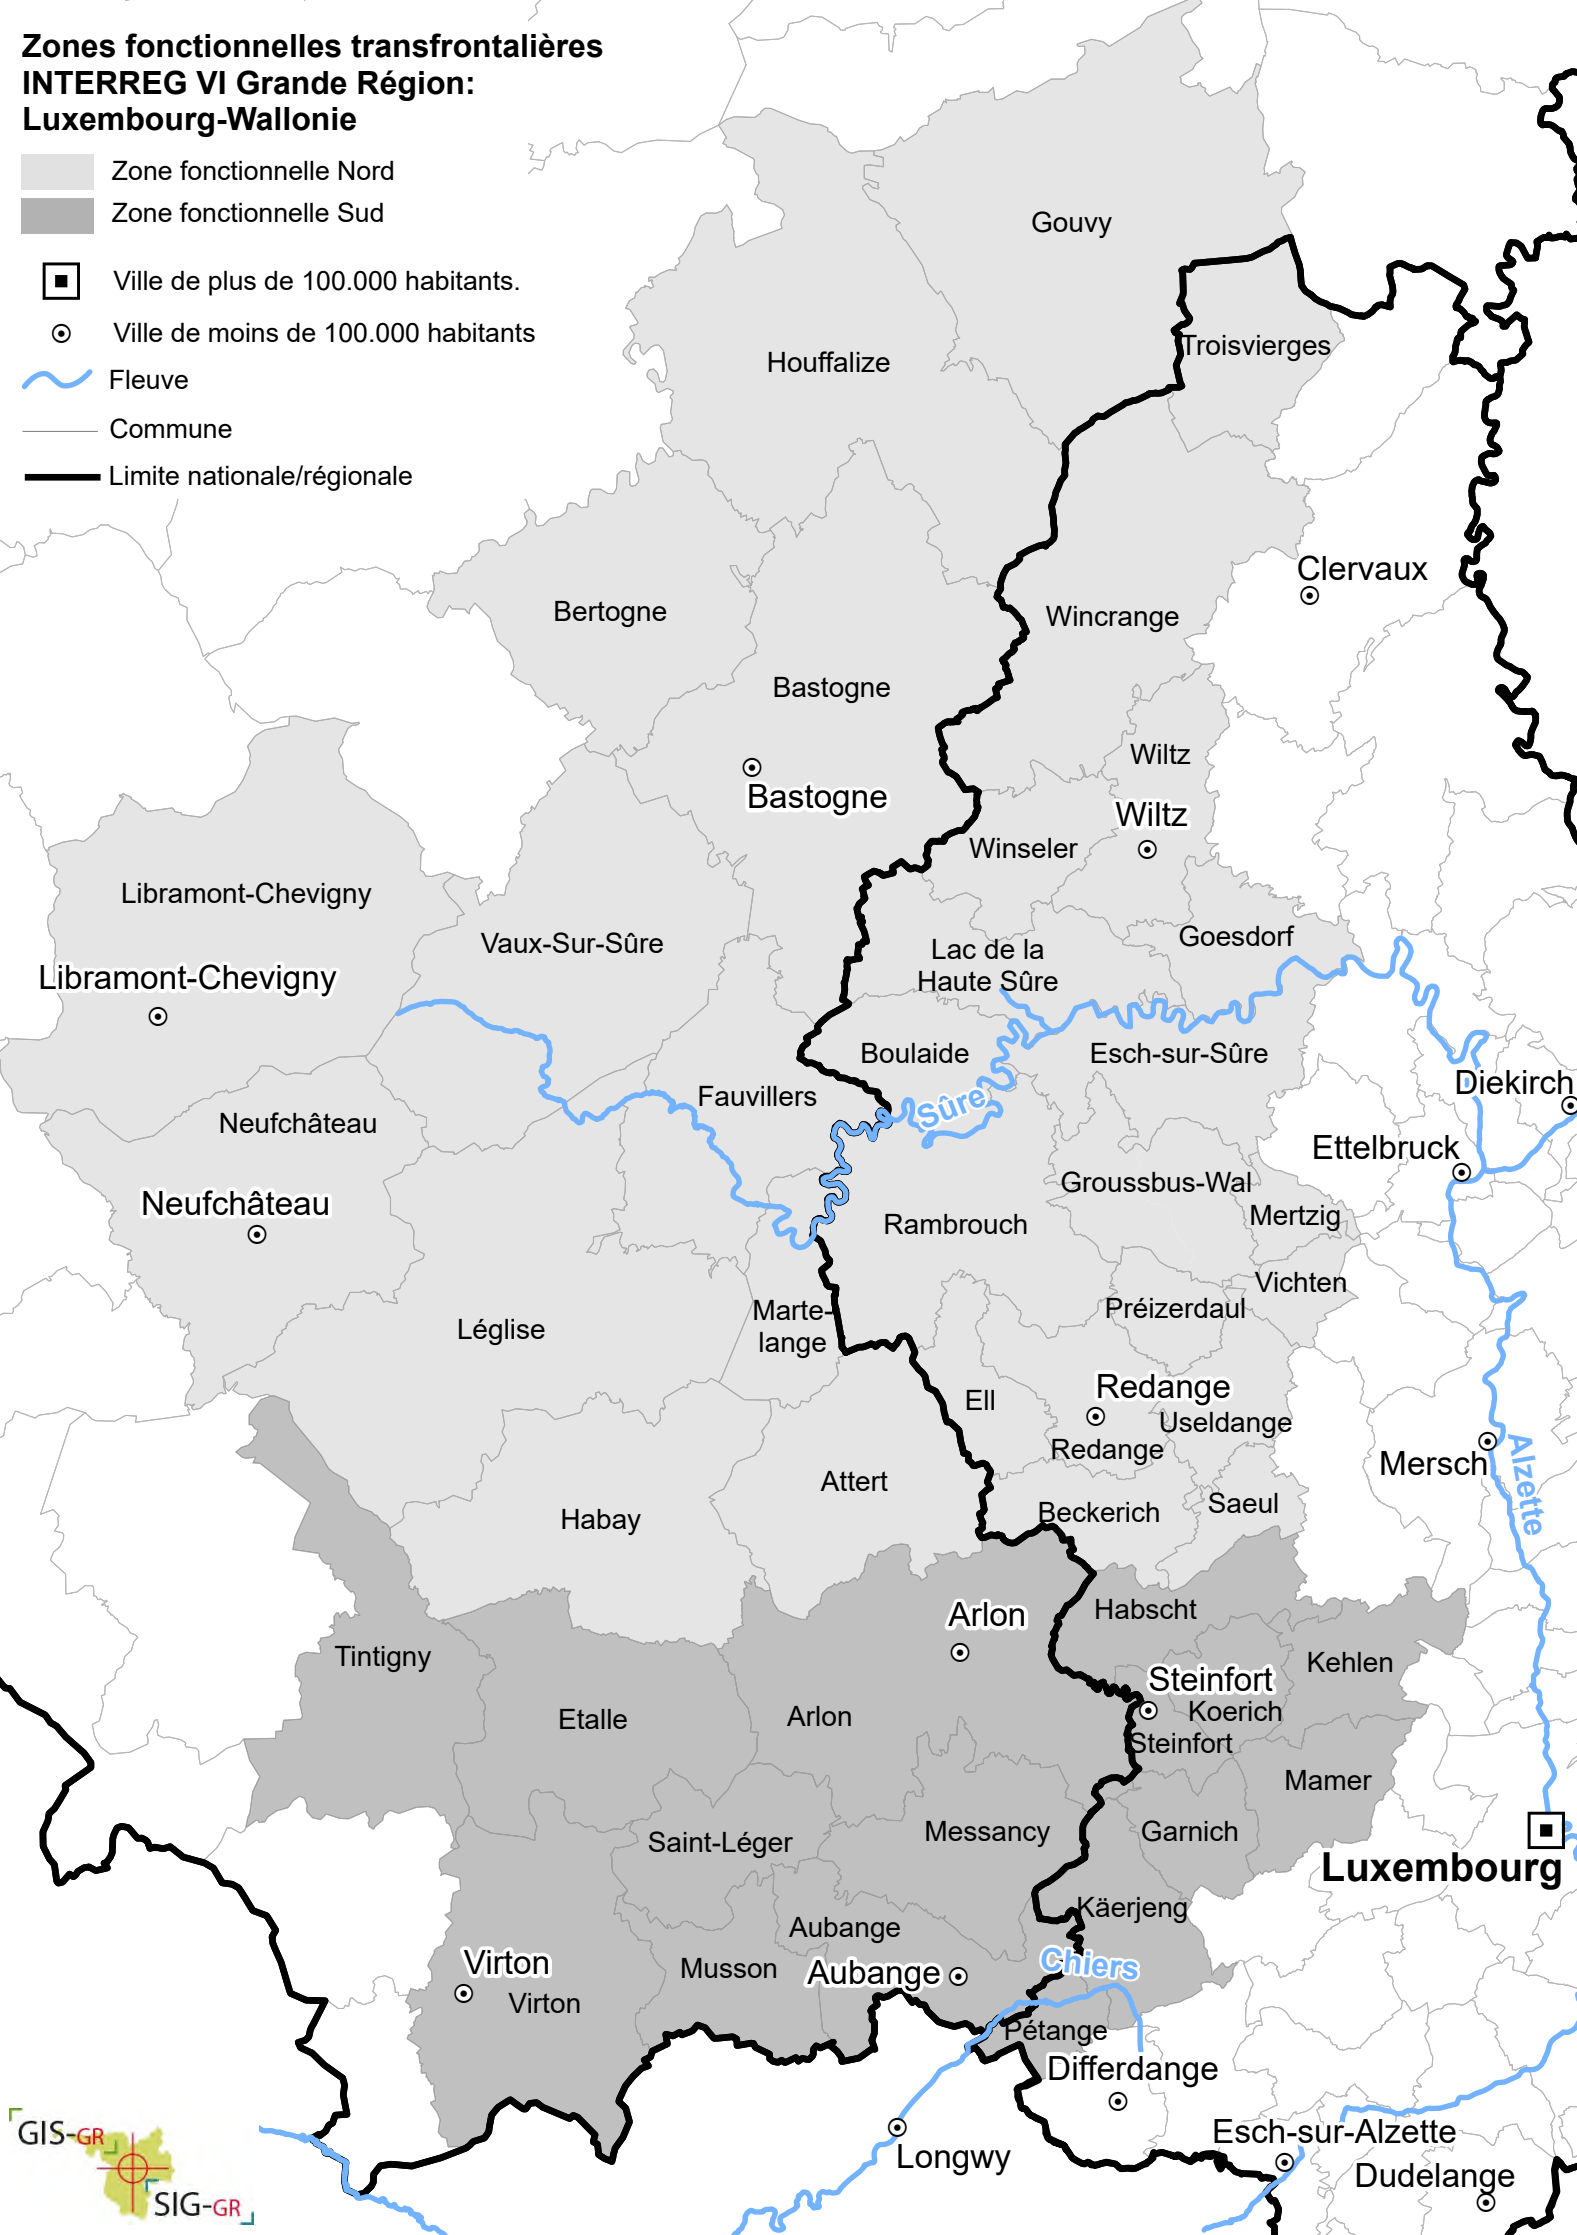 Zones fonctionnelles transfrontalières
INTERREG VI Grande Région:
Luxembourg-Wallonie
Zone fonctionnelle Nord
Zone fonctionnelle Sud
Ville de plus de 100.000 habitants.
Ville de moins de 100.000 habitants
Fleuve
Commune
Limite nationale/régionale
Gouvy
Troisvierges
Houffalize
Clervaux
Bertogne
Wincrange
Bastogne
Wiltz
Bastogne
Wiltz
Winseler
Libramont-Chevigny
Vaux-Sur-Sûre
Goesdorf
Lac de la
Haute Sûre
Libramont-Chevigny
Boulaide
Esch-sur-Sûre
Diekirch
Fauvillers
Sûre
Neufchâteau
Ettelbruck
Groussbus-Wal
Neufchâteau
Mertzig
Rambrouch
Vichten
Préizerdaul
Marte-
lange
Léglise
Redange
Ell
Useldange
Redange
Mersch
Alzette
Attert
Saeul
Beckerich
Habay
Habscht
Arlon
Tintigny
Kehlen
Steinfort
Koerich
Etalle
Arlon
Steinfort
Mamer
Messancy
Garnich
Saint-Léger
Luxembourg
Käerjeng
Aubange
Chiers
Virton
Musson
Aubange
Virton
Pétange
Differdange
Longwy
Esch-sur-Alzette
Dudelange
GIS-GR
SIG-GR